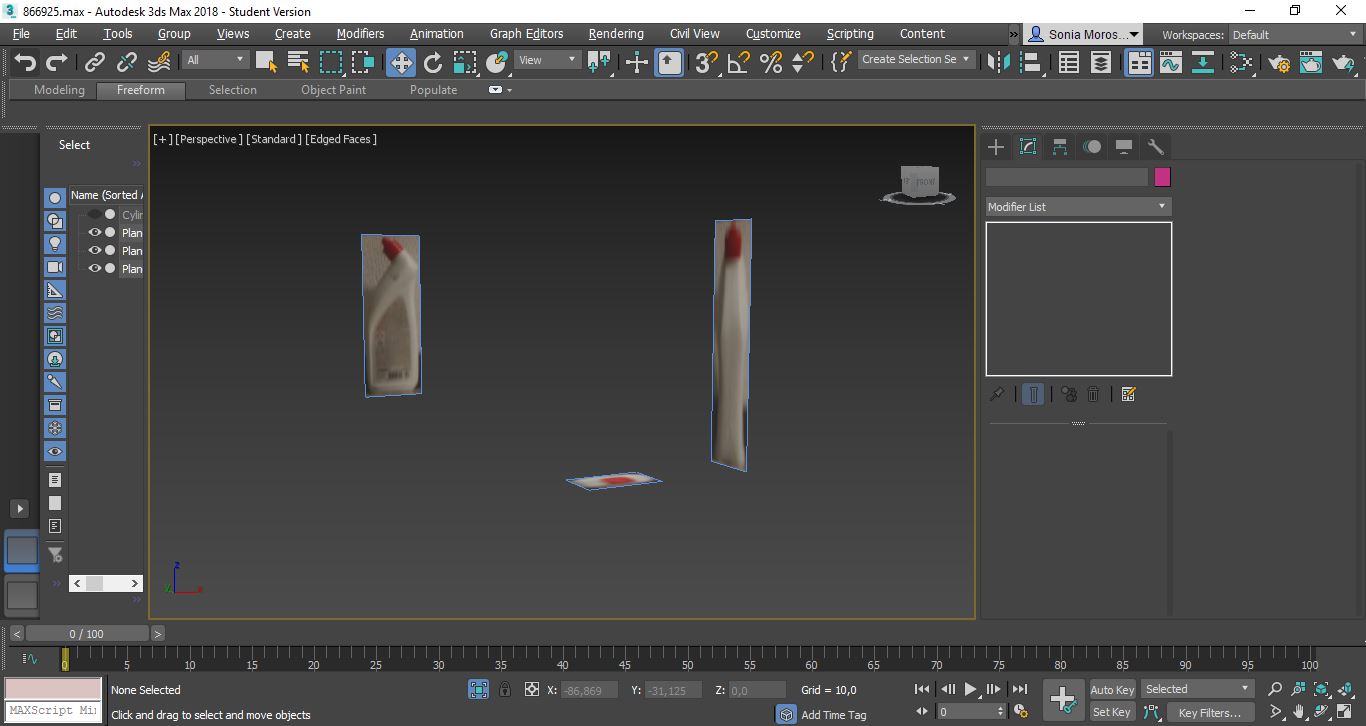 866925.max - Autodesk 3ds Max 2018 - Student Version
File Edit Tools Group Views Create Modifiers Animation Graph Editors Rendering Civil View Customize Scripting Content » Sonia Moros... Workspaces: Default
All View 3 Create Selection Se
Modeling Freeform Selection Object Paint Populate
Select
[+] [Perspective] [Standard] [Edged Faces]
»
FRONT
Name (Sorted A
Cylin
Plan
Plan
Plan
Modifier List
z
x
»
»
< >
< 0 / 100 >
0 5 10 15 20 25 30 35 40 45 50 55 60 65 70 75 80 85 90 95 100
None Selected X: -86,869 Y: -31,125 Z: 0,0 Grid = 10,0 Auto Key Selected
MAXScript Mi
Click and drag to select and move objects Add Time Tag 0 Set Key Key Filters...